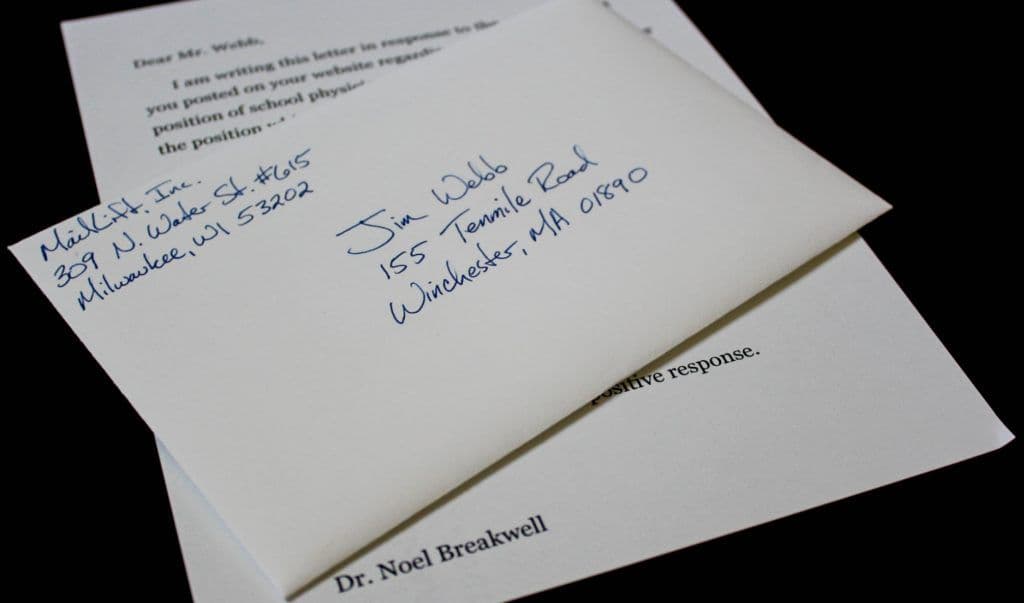 Dear Mr. Webb,
I am writing this letter in response to the
you posted on your website
position of school
the position
MailLift, Inc.
309 N. Water St. #615
Milwaukee, WI 53202
Jim Webb
155 Tenmile Road
Winchester, MA 01890
positive response.
Dr. Noel Breakwell